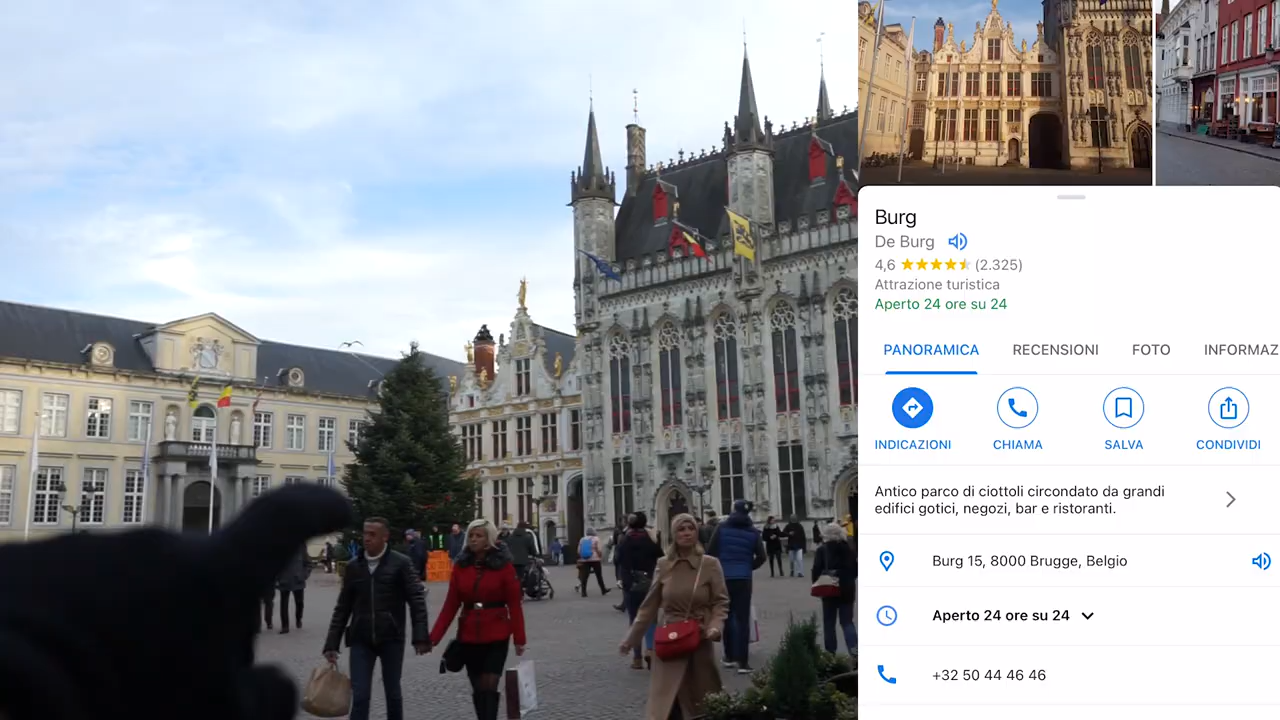 Burg
De Burg
4,6 (2.325)
Attrazione turistica
Aperto 24 ore su 24
PANORAMICA RECENSIONI FOTO INFORMAZ
INDICAZIONI CHIAMA SALVA CONDIVIDI
Antico parco di ciottoli circondato da grandi
edifici gotici, negozi, bar e ristoranti.
Burg 15, 8000 Brugge, Belgio
Aperto 24 ore su 24
+32 50 44 46 46